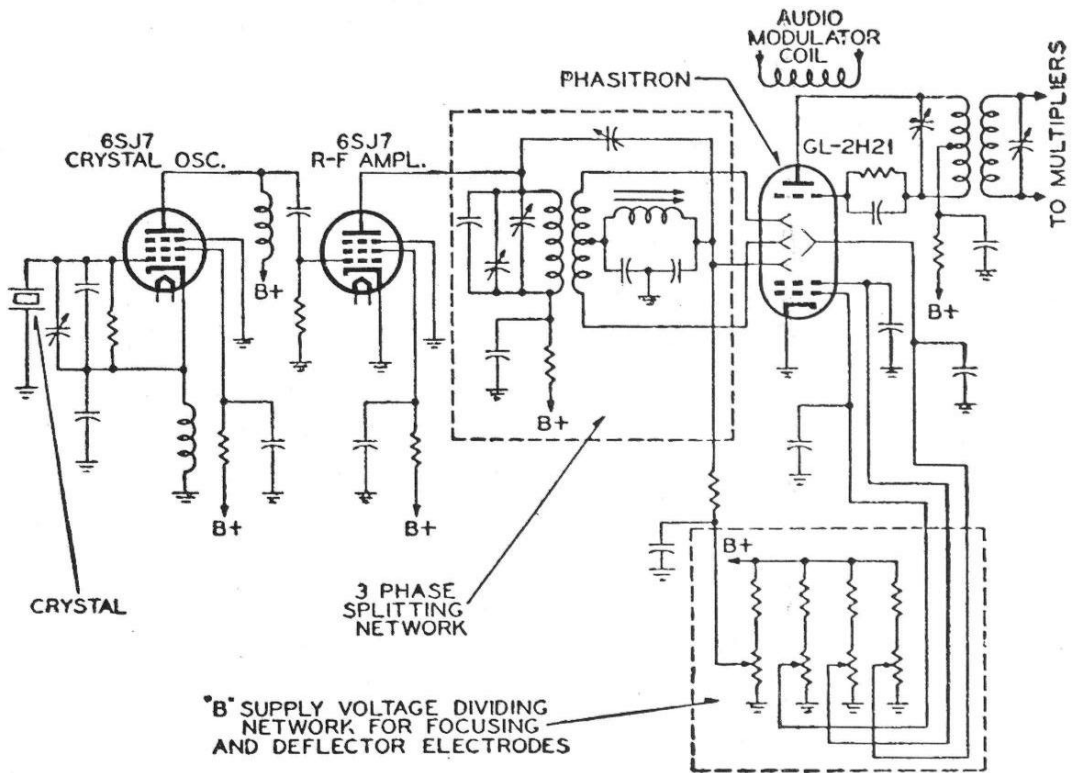 AUDIO
MODULATOR
COIL
PHASITRON
6SJ7
CRYSTAL OSC.
6SJ7
R-F AMPL.
GL-2H21
TO MULTIPLIERS
B+
B+
B+
B+
B+
B+
CRYSTAL
3 PHASE
SPLITTING
NETWORK
"B" SUPPLY VOLTAGE DIVIDING
NETWORK FOR FOCUSING
AND DEFLECTOR ELECTRODES